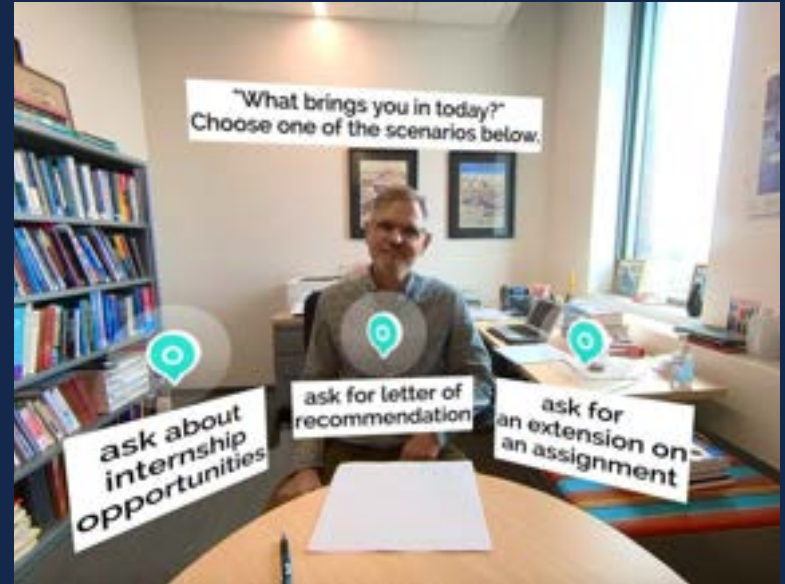 "What brings you in today?"
Choose one of the scenarios below.
ask about
internship
opportunities
ask for letter of
recommendation
ask for
an extension on
an assignment